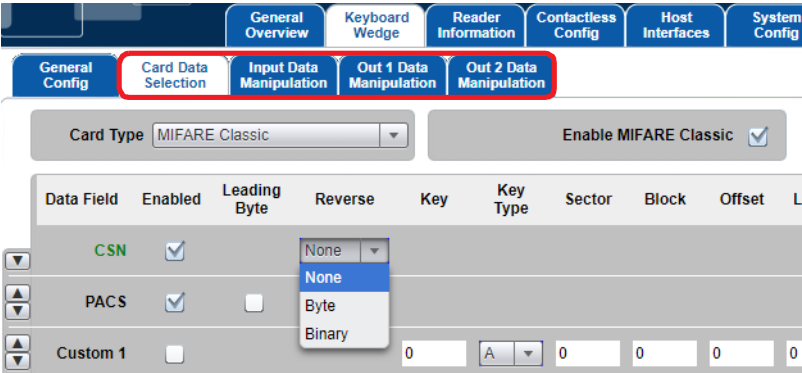 General Overview
Keyboard Wedge
Reader Information
Contactless Config
Host Interfaces
System Config
General Config
Card Data Selection
Input Data Manipulation
Out 1 Data Manipulation
Out 2 Data Manipulation
Card Type MIFARE Classic
Enable MIFARE Classic
Data Field Enabled Leading Byte Reverse Key Key Type Sector Block Offset L
CSN None
None
PACS Byte
Binary
Custom 1 0 A 0 0 0 0